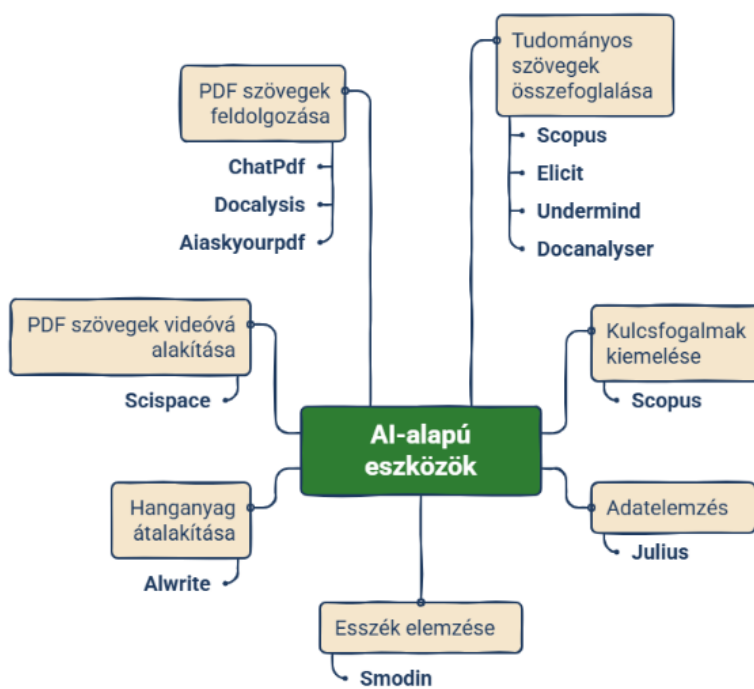 Tudományos
szövegek
összefoglalása
Scopus
Elicit
Undermind
Docanalyser
PDF szövegek
feldolgozása
ChatPdf
Docalysis
Aiaskyourpdf
PDF szövegek videóvá
alakítása
Scispace
Kulcsfogalmak
kiemelése
Scopus
AI-alapú
eszközök
Hanganyag
átalakítása
Alwrite
Adatelemzés
Julius
Esszék elemzése
Smodin